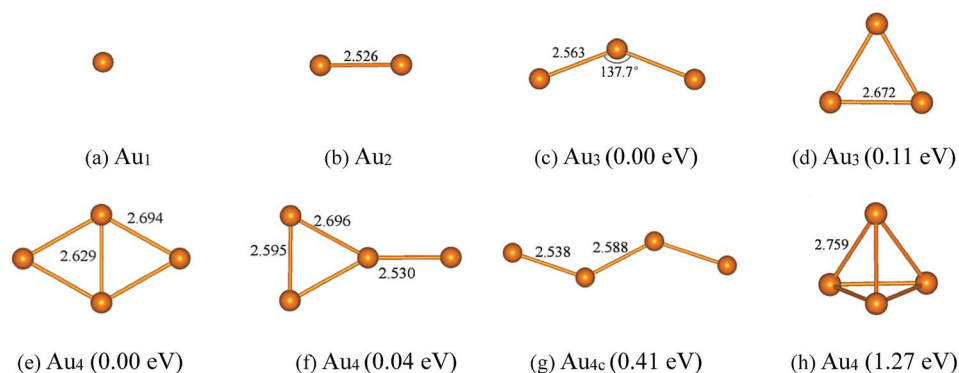 2.526
2.563
137.7°
2.672
(a) Au₁
(b) Au₂
(c) Au₃ (0.00 eV)
(d) Au₃ (0.11 eV)
2.694
2.629
2.696
2.595
2.530
2.538
2.588
2.759
(e) Au₄ (0.00 eV)
(f) Au₄ (0.04 eV)
(g) Au₄c (0.41 eV)
(h) Au₄ (1.27 eV)